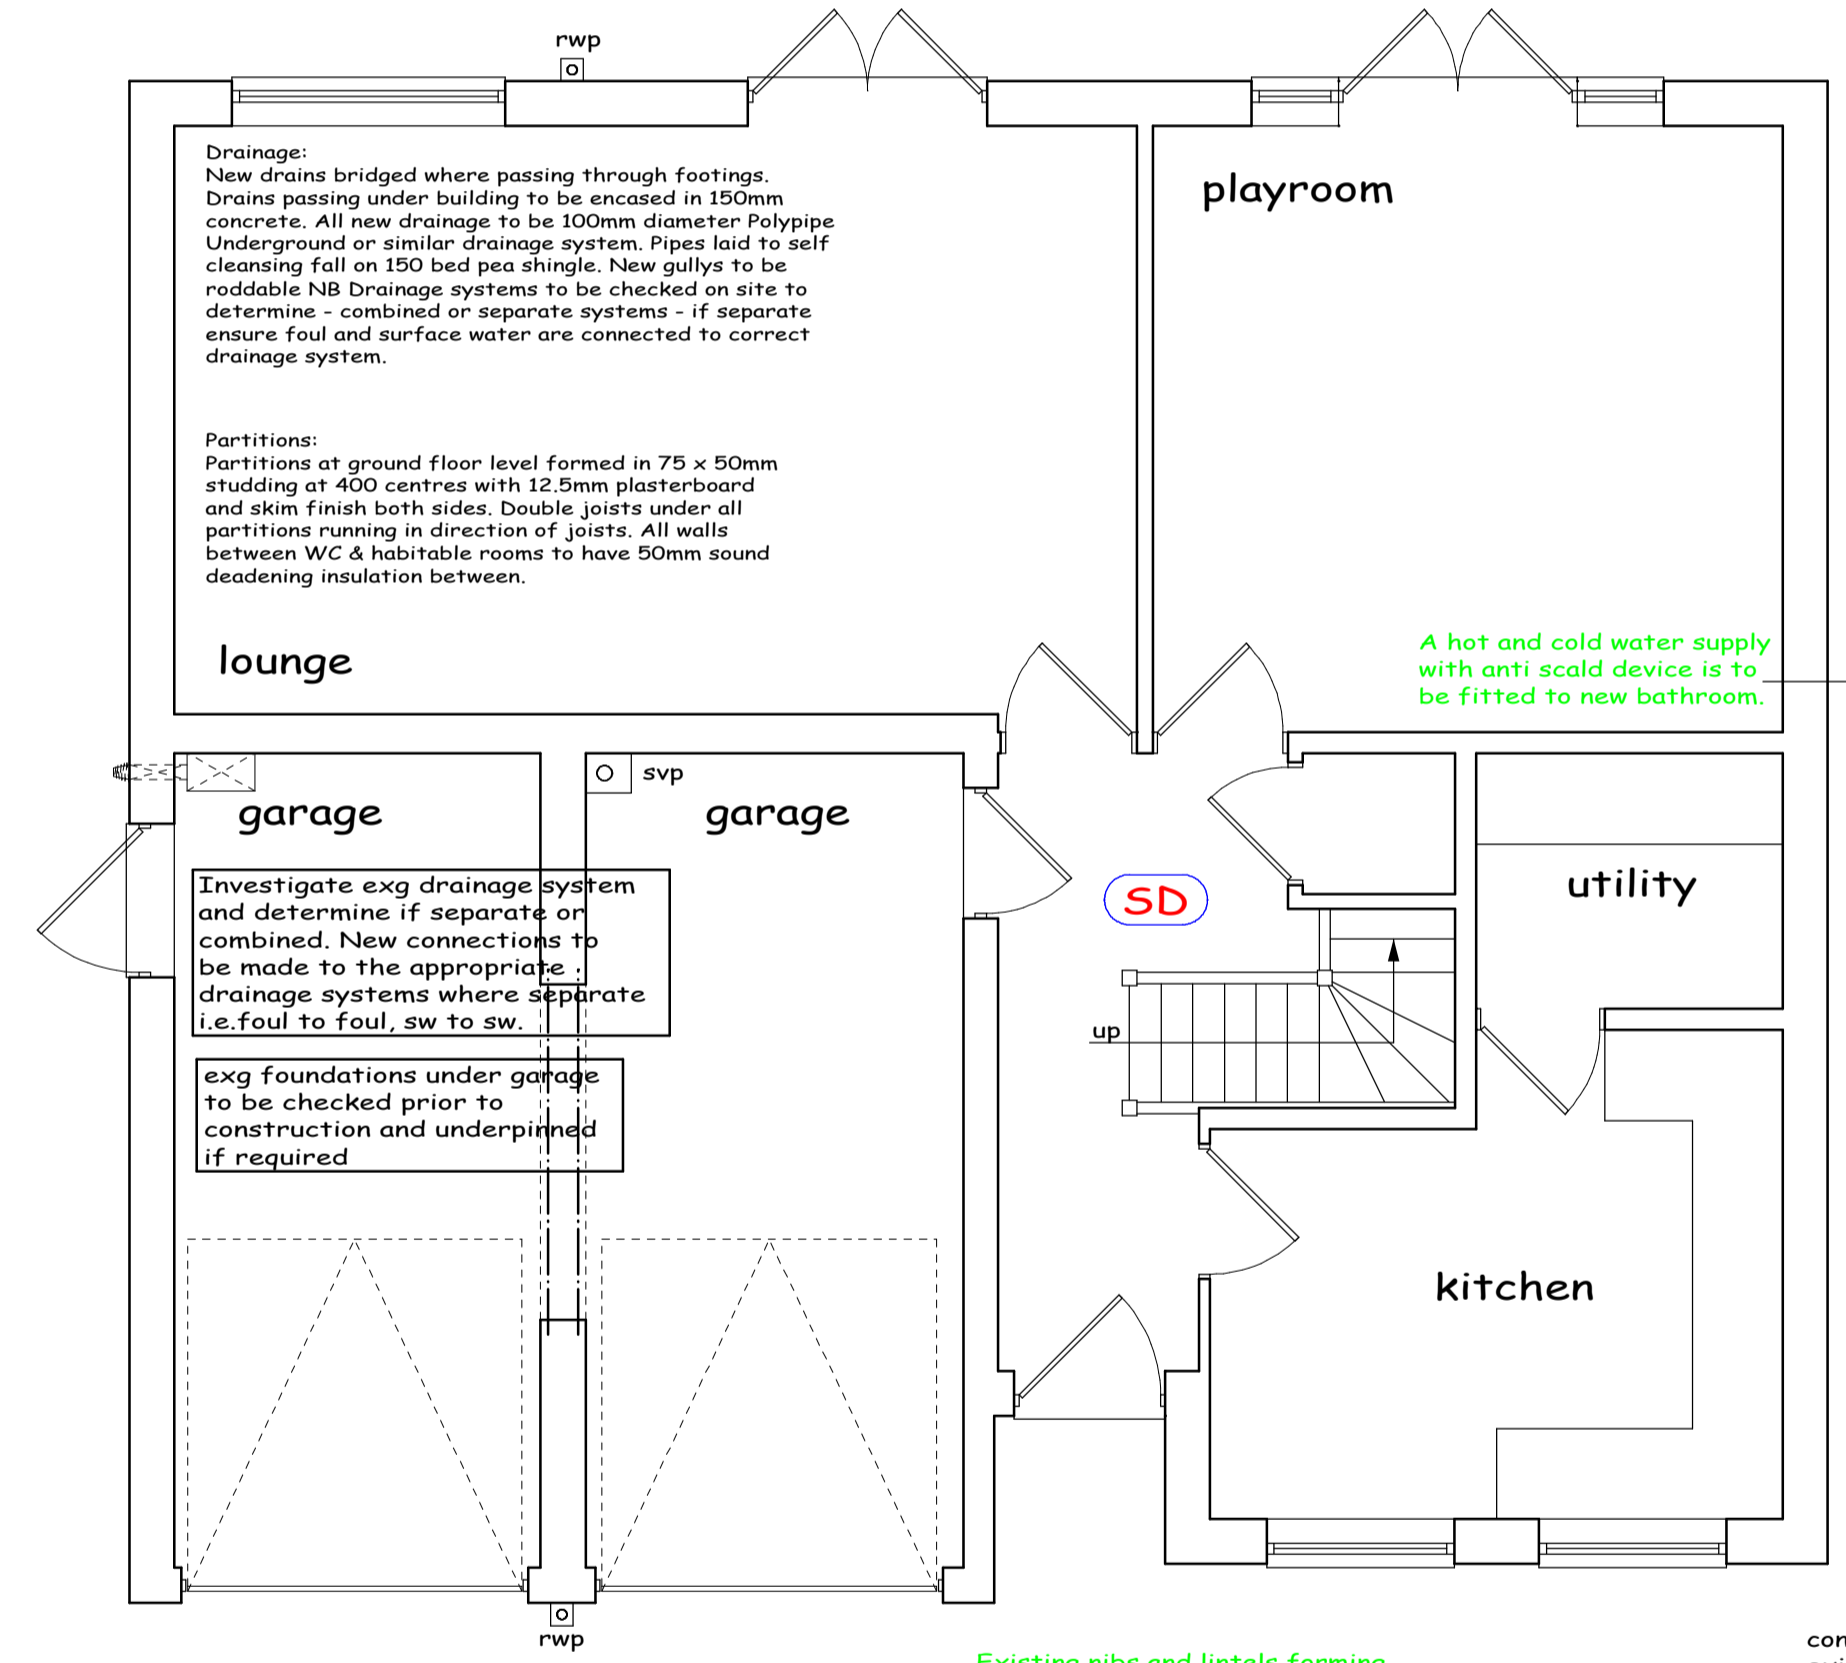 rwp
Drainage:
New drains bridged where passing through footings.
Drains passing under building to be encased in 150mm
concrete. All new drainage to be 100mm diameter Polypipe
Underground or similar drainage system. Pipes laid to self
cleansing fall on 150 bed pea shingle. New gullys to be
roddable NB Drainage systems to be checked on site to
determine - combined or separate systems - if separate
ensure foul and surface water are connected to correct
drainage system.
playroom
Partitions:
Partitions at ground floor level formed in 75 x 50mm
studding at 400 centres with 12.5mm plasterboard
and skim finish both sides. Double joists under all
partitions running in direction of joists. All walls
between WC & habitable rooms to have 50mm sound
deadening insulation between.
lounge
A hot and cold water supply
with anti scald device is to
be fitted to new bathroom.
svp
garage
garage
Investigate exg drainage system
and determine if separate or
combined. New connections to
be made to the appropriate
drainage systems where separate
i.e.foul to foul, sw to sw.
SD
utility
up
exg foundations under garage
to be checked prior to
construction and underpinned
if required
kitchen
rwp
Existing nibs and lintels forming
con